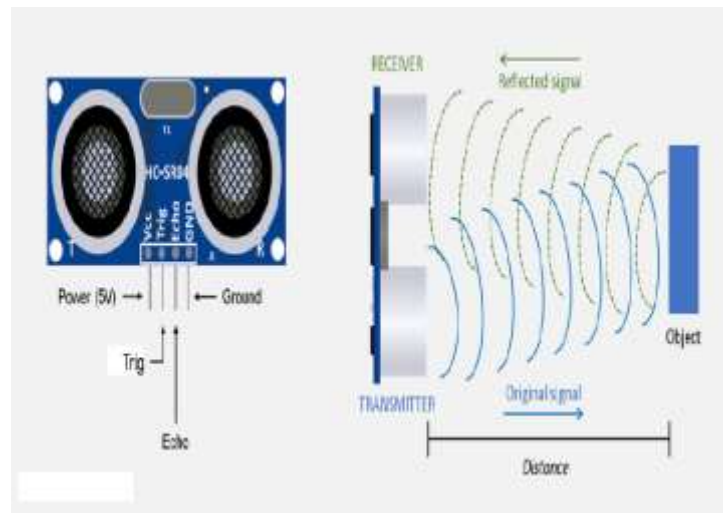 HC-SR04
Vcc
Trig
Echo
GND
T
R
Power (5V)
Ground
Trig
Echo
RECEIVER
Reflected signal
Object
TRANSMITTER
Original signal
Distance